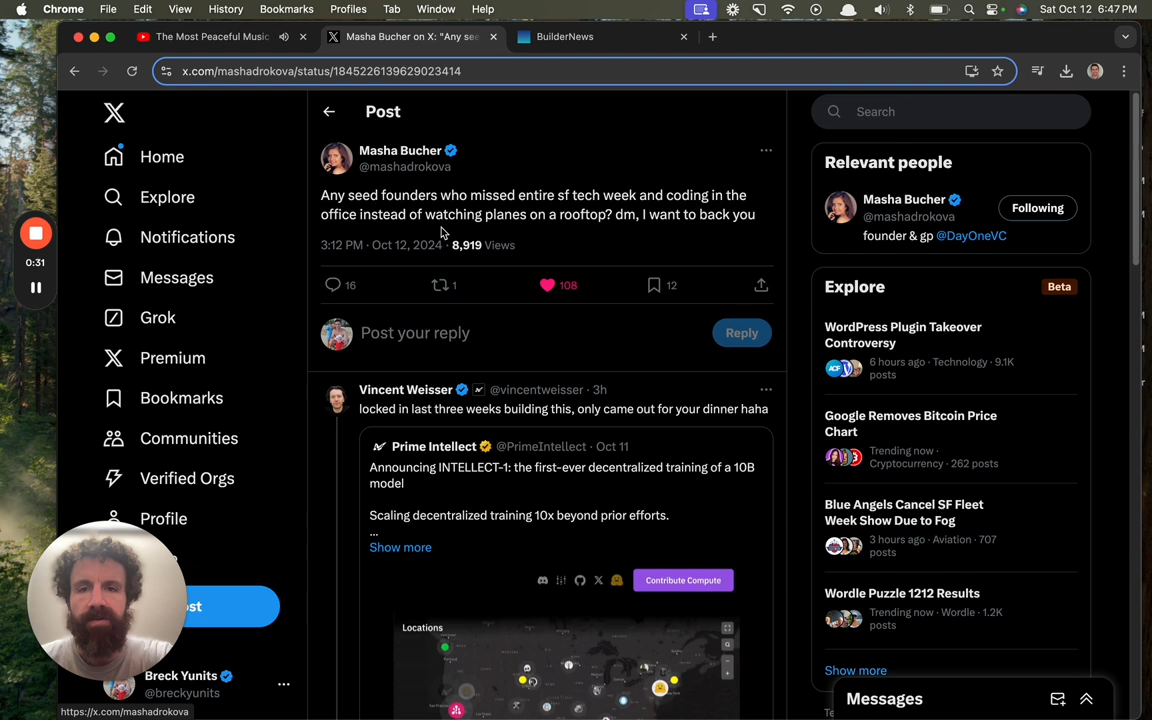 Chrome File Edit View History Bookmarks Profiles Tab Window Help Sat Oct 12 6:47 PM
The Most Peaceful Music
Masha Bucher on X: "Any see
BuilderNews
x.com/mashadrokova/status/1845226139629023414
0:31
Home
Explore
Notifications
Messages
Grok
Premium
Bookmarks
Communities
Verified Orgs
Profile
Breck Yunits
@breckyunits
https://x.com/mashadrokova
Post
Masha Bucher
@mashadrokova
Any seed founders who missed entire sf tech week and coding in the
office instead of watching planes on a rooftop? dm, I want to back you
3:12 PM · Oct 12, 2024 · 8,919 Views
16 1 108 12
Post your reply
Reply
Vincent Weisser @vincentweisser · 3h
locked in last three weeks building this, only came out for your dinner haha
Prime Intellect @PrimeIntellect · Oct 11
Announcing INTELLECT-1: the first-ever decentralized training of a 10B
model
Scaling decentralized training 10x beyond prior efforts.
...
Show more
Contribute Compute
Locations
Search
Relevant people
Masha Bucher
@mashadrokova
Following
founder & gp @DayOneVC
Explore
Beta
WordPress Plugin Takeover
Controversy
6 hours ago · Technology · 9.1K
posts
Google Removes Bitcoin Price
Chart
Trending now ·
Cryptocurrency · 262 posts
Blue Angels Cancel SF Fleet
Week Show Due to Fog
3 hours ago · Aviation · 707
posts
Wordle Puzzle 1212 Results
Trending now · Wordle · 1.2K
posts
Show more
Messages